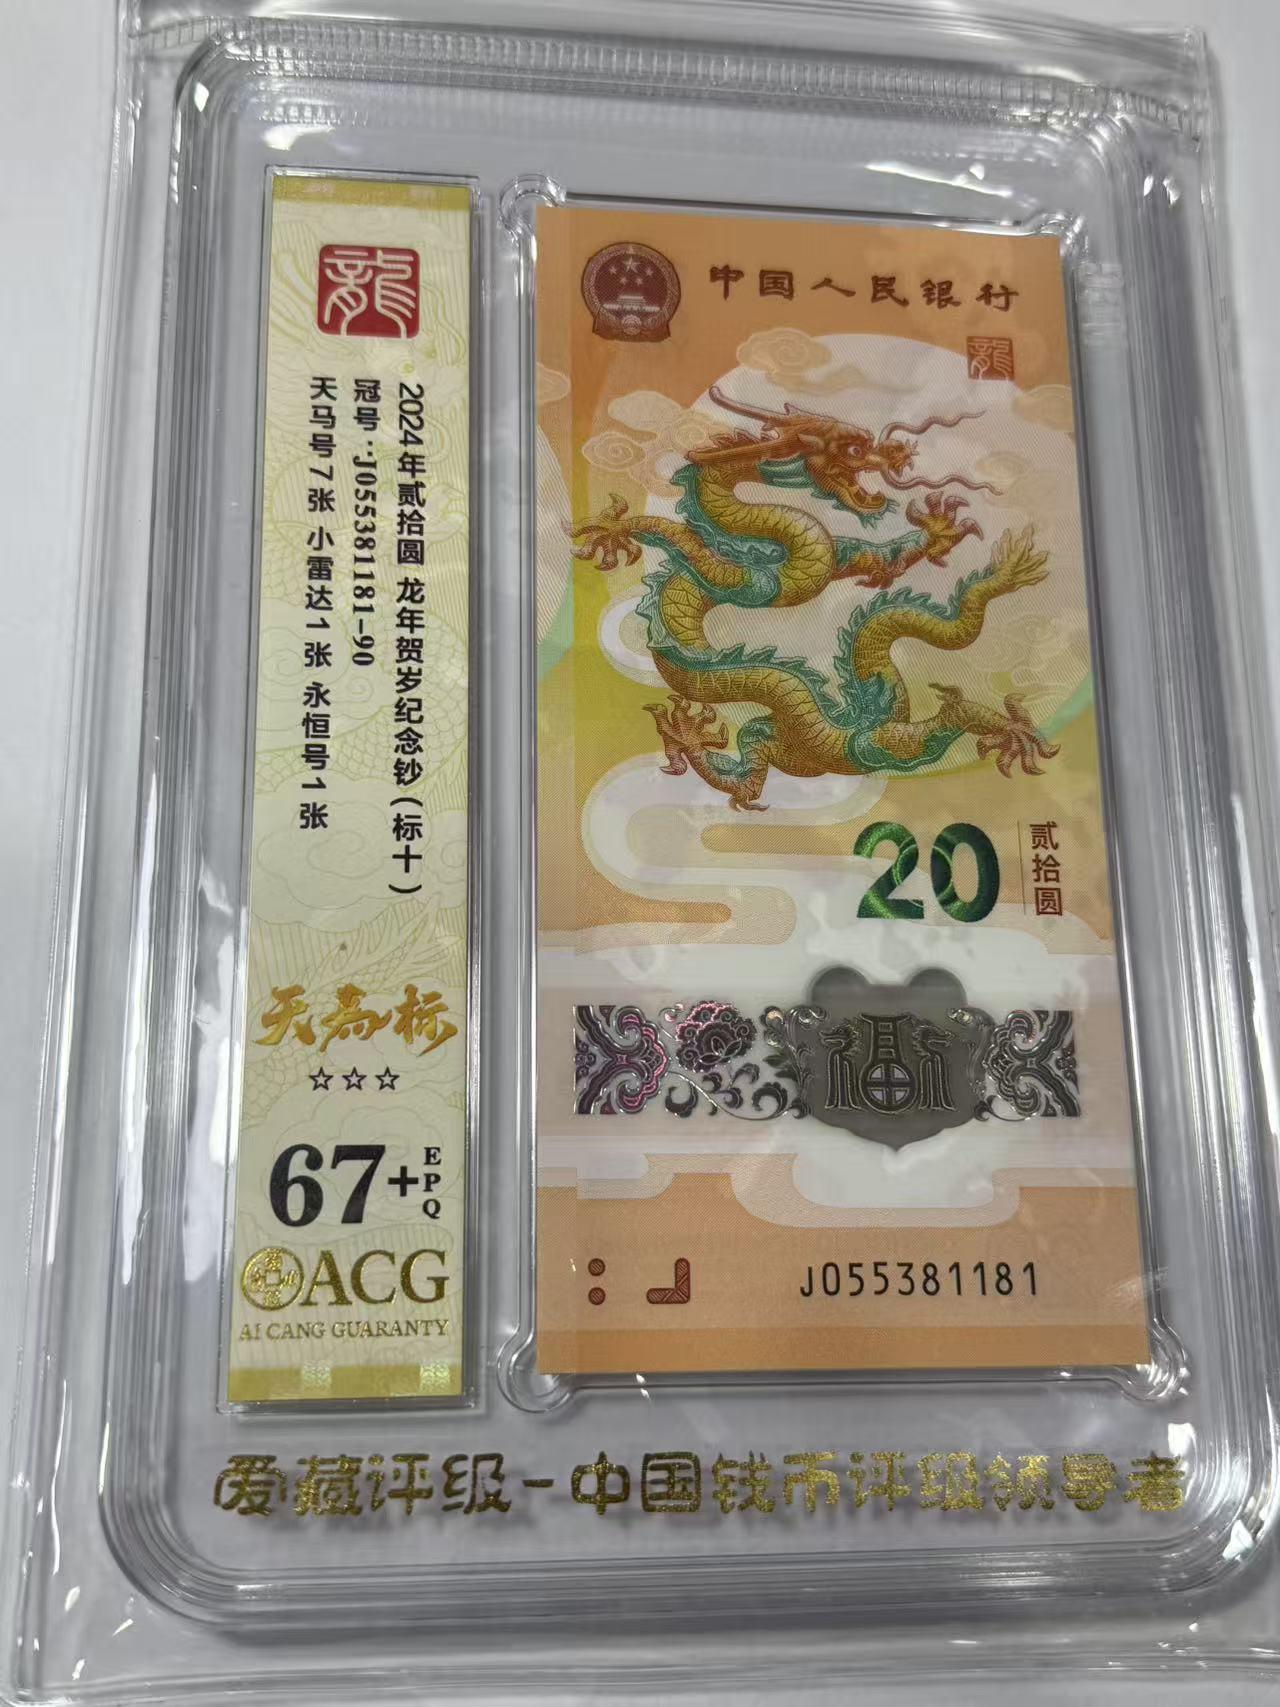 龍
2024年贰拾圆 龙年贺岁纪念钞(标十)
冠号:J055381181-90
天马号7张 小雷达1张 永恒号1张
天马标
☆☆☆
67+EPQ
ACG
AI CANG GUARANTY
中国人民银行
龍
20
贰拾圆
福
J055381181
爱藏评级-中国钱币评级领导者